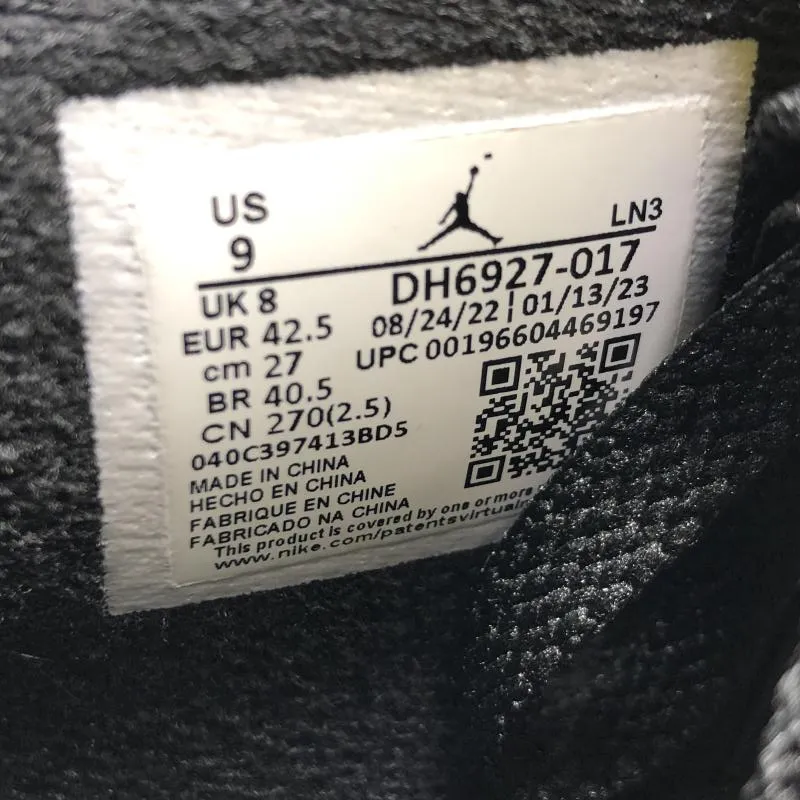 US
9
LN3
UK 8
EUR 42.5
cm 27
BR 40.5
CN 270(2.5)
DH6927-017
08/24/22 | 01/13/23
UPC 00196604469197
040C397413BD5
MADE IN CHINA
HECHO EN CHINA
FABRIQUE EN CHINE
FABRICADO NA CHINA
This product is covered by one or more
www.nike.com/patentsvirtual